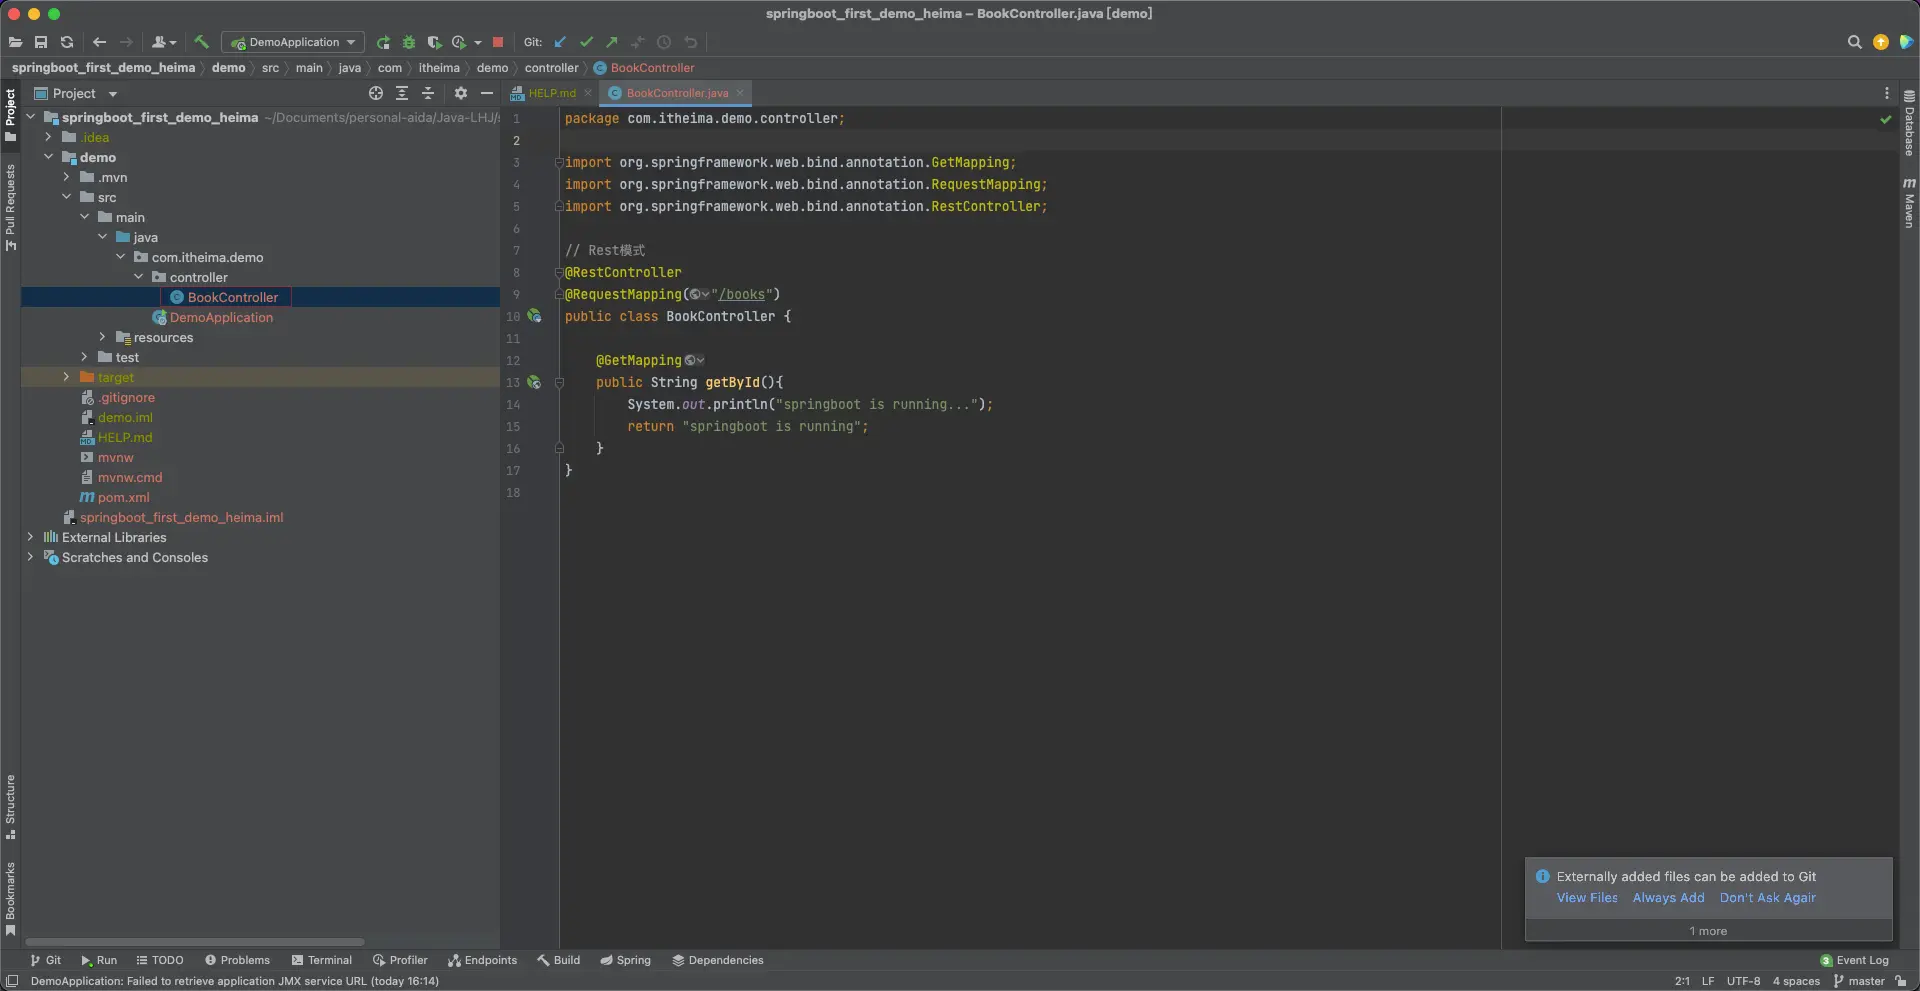 springboot_first_demo_heima – BookController.java [demo]
DemoApplication
Git:
springboot_first_demo_heima demo src main java com itheima demo controller BookController
Project
HELP.md
BookController.java
Project
Pull Requests
Structure
Bookmarks
springboot_first_demo_heima ~/Documents/personal-aida/Java-LHJ/s
.idea
demo
.mvn
src
main
java
com.itheima.demo
controller
BookController
DemoApplication
resources
test
target
.gitignore
demo.iml
HELP.md
mvnw
mvnw.cmd
pom.xml
springboot_first_demo_heima.iml
External Libraries
Scratches and Consoles
1 package com.itheima.demo.controller;
2
3 import org.springframework.web.bind.annotation.GetMapping;
4 import org.springframework.web.bind.annotation.RequestMapping;
5 import org.springframework.web.bind.annotation.RestController;
6
7 // Rest模式
8 @RestController
9 @RequestMapping("/books")
10 public class BookController {
11
12 @GetMapping
13 public String getById(){
14 System.out.println("springboot is running...");
15 return "springboot is running";
16 }
17 }
18
Database
Maven
Externally added files can be added to Git
View Files Always Add Don't Ask Again
1 more
Git Run TODO Problems Terminal Profiler Endpoints Build Spring Dependencies
3 Event Log
DemoApplication: Failed to retrieve application JMX service URL (today 16:14)
2:1 LF UTF-8 4 spaces master